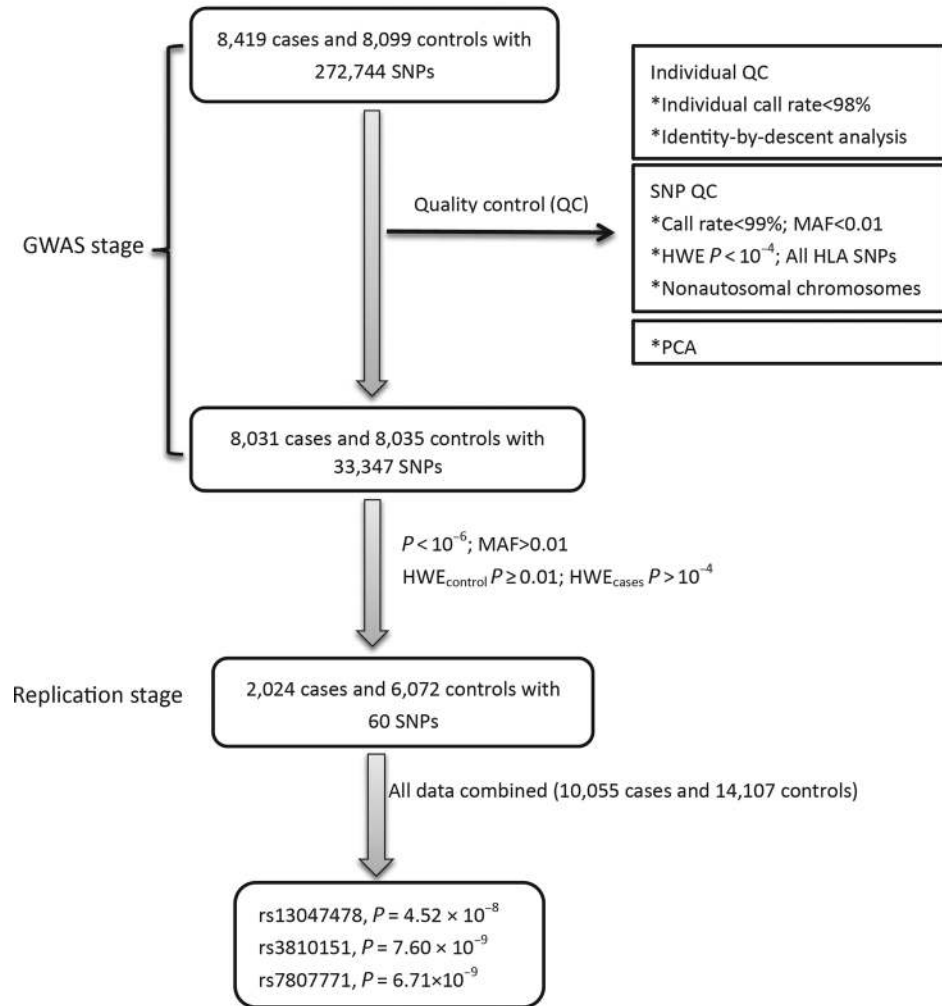 8,419 cases and 8,099 controls with
272,744 SNPs
Individual QC
*Individual call rate<98%
*Identity-by-descent analysis
Quality control (QC)
SNP QC
*Call rate<99%; MAF<0.01
*HWE P < 10⁻⁴; All HLA SNPs
*Nonautosomal chromosomes
*PCA
GWAS stage
8,031 cases and 8,035 controls with
33,347 SNPs
P < 10⁻⁶; MAF>0.01
HWEcontrol P ≥ 0.01; HWEcases P > 10⁻⁴
Replication stage
2,024 cases and 6,072 controls with
60 SNPs
All data combined (10,055 cases and 14,107 controls)
rs13047478, P = 4.52 × 10⁻⁸
rs3810151, P = 7.60 × 10⁻⁹
rs7807771, P = 6.71×10⁻⁹